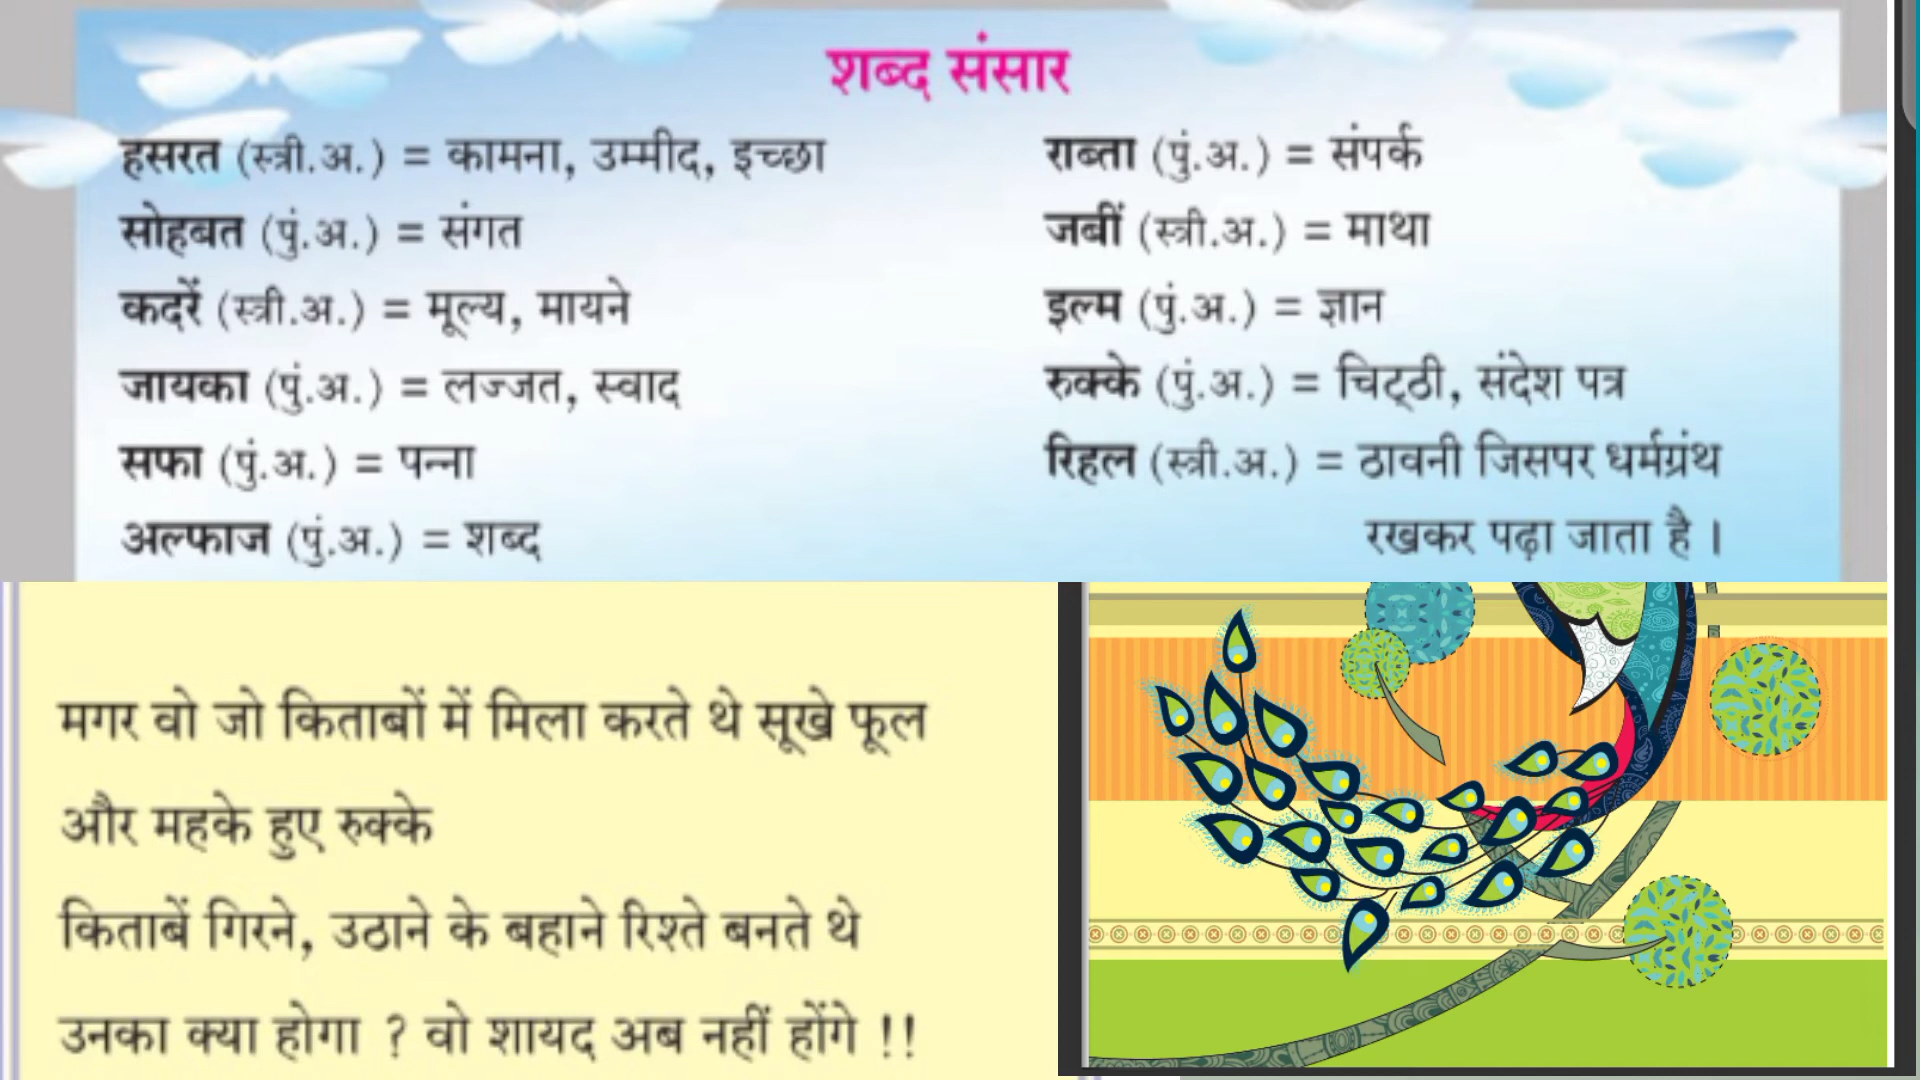 शब्द संसार
हसरत (स्त्री.अ.) = कामना, उम्मीद, इच्छा
सोहबत (पुं.अ.) = संगत
कदरें (स्त्री.अ.) = मूल्य, मायने
जायका (पुं.अ.) = लज्जत, स्वाद
सफा (पुं.अ.) = पन्ना
अल्फाज (पुं.अ.) = शब्द
राब्ता (पुं.अ.) = संपर्क
जबीं (स्त्री.अ.) = माथा
इल्म (पुं.अ.) = ज्ञान
रुक्के (पुं.अ.) = चिट्ठी, संदेश पत्र
रिहल (स्त्री.अ.) = ठावनी जिसपर धर्मग्रंथ
रखकर पढ़ा जाता है ।
मगर वो जो किताबों में मिला करते थे सूखे फूल
और महके हुए रुक्के
किताबें गिरने, उठाने के बहाने रिश्ते बनते थे
उनका क्या होगा ? वो शायद अब नहीं होंगे !!